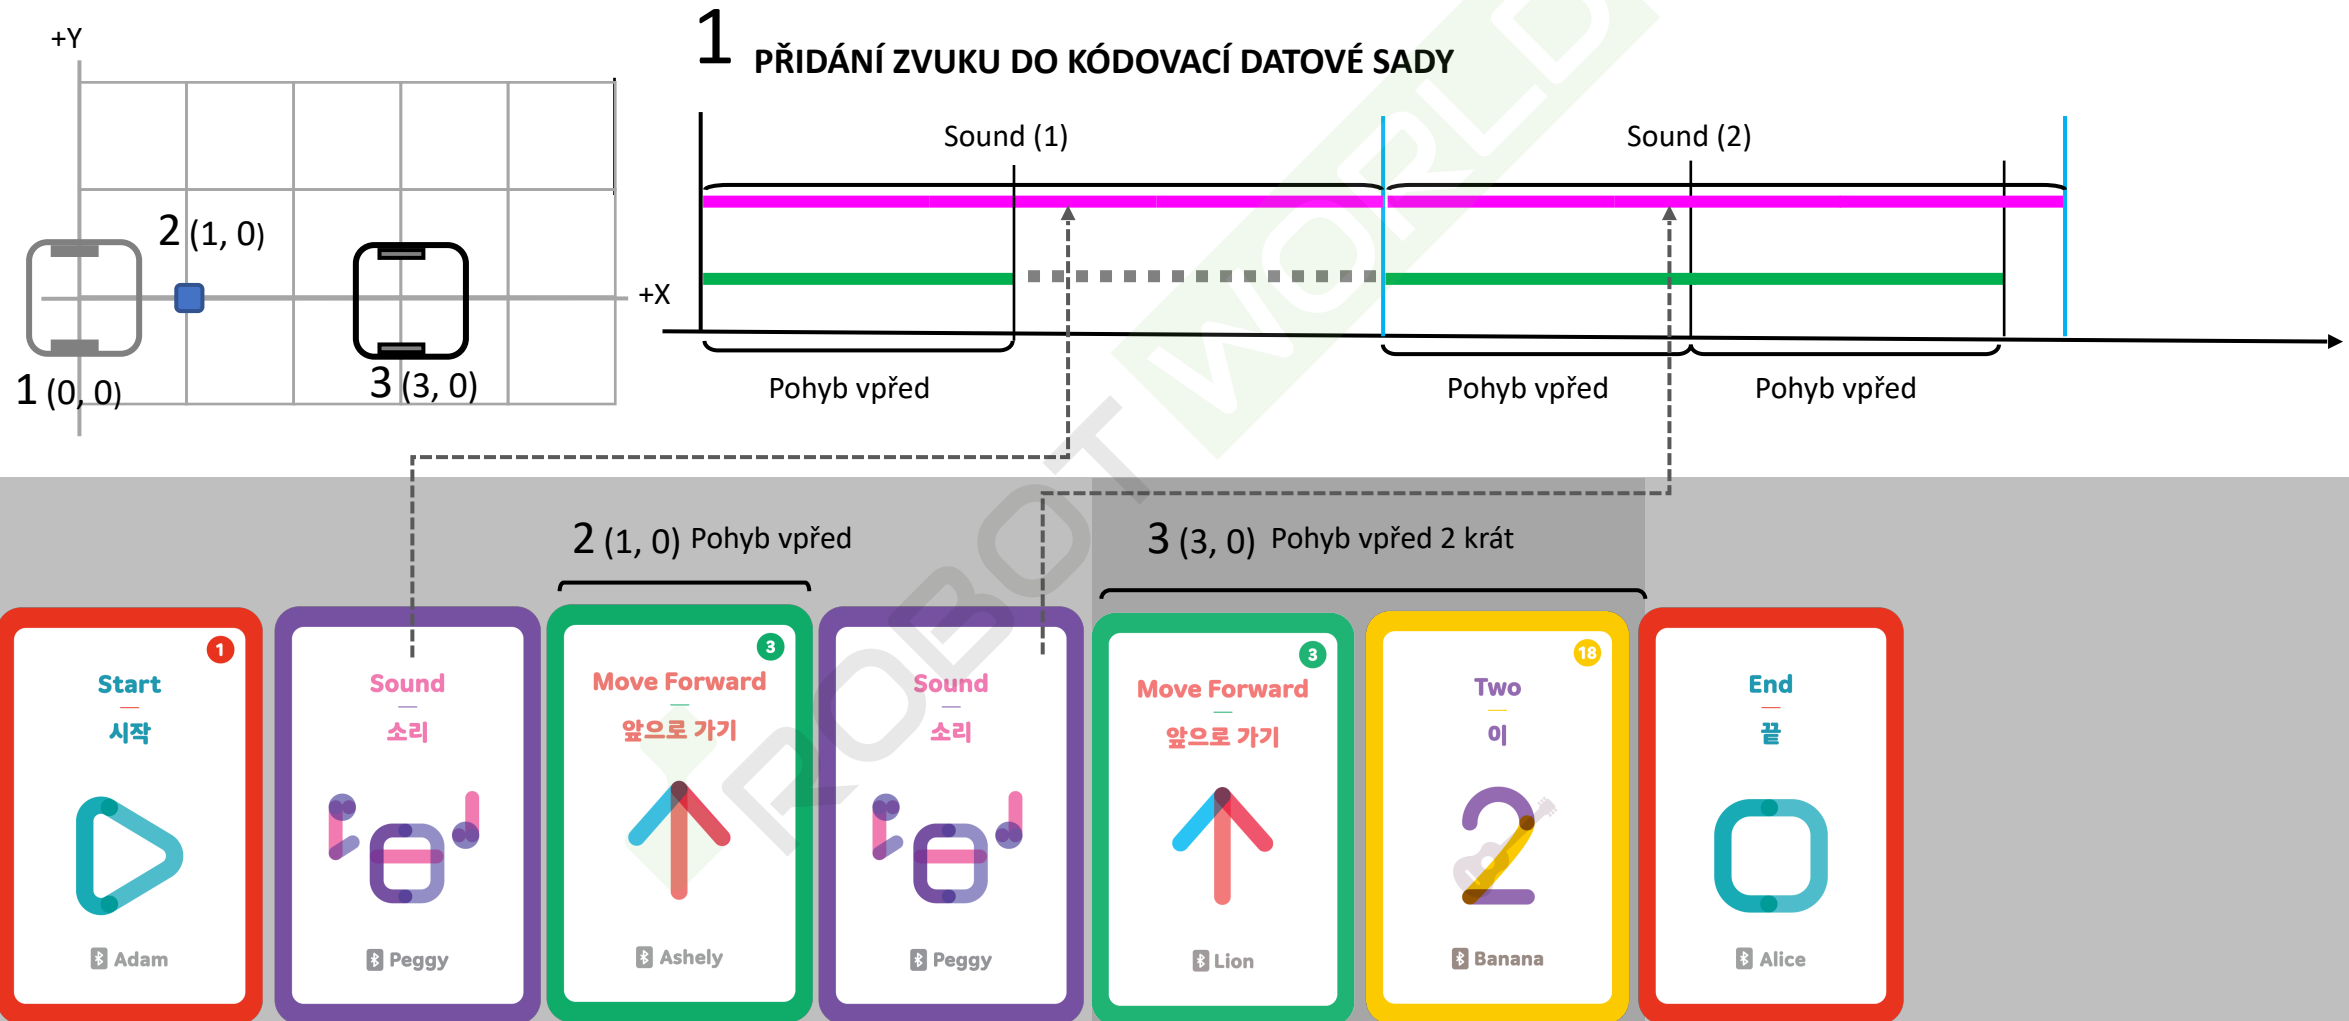 +Y
1 PŘIDÁNÍ ZVUKU DO KÓDOVACÍ DATOVÉ SADY
Sound (1)
Sound (2)
2 (1, 0)
+X
1 (0, 0)
3 (3, 0)
Pohyb vpřed
Pohyb vpřed
Pohyb vpřed
2 (1, 0) Pohyb vpřed
3 (3, 0) Pohyb vpřed 2 krát
1
Start
시작
Adam
Sound
소리
Peggy
3
Move Forward
앞으로 가기
Ashely
Sound
소리
Peggy
3
Move Forward
앞으로 가기
Lion
18
Two
이
2
Banana
End
끝
Alice
ROBOT WORLD